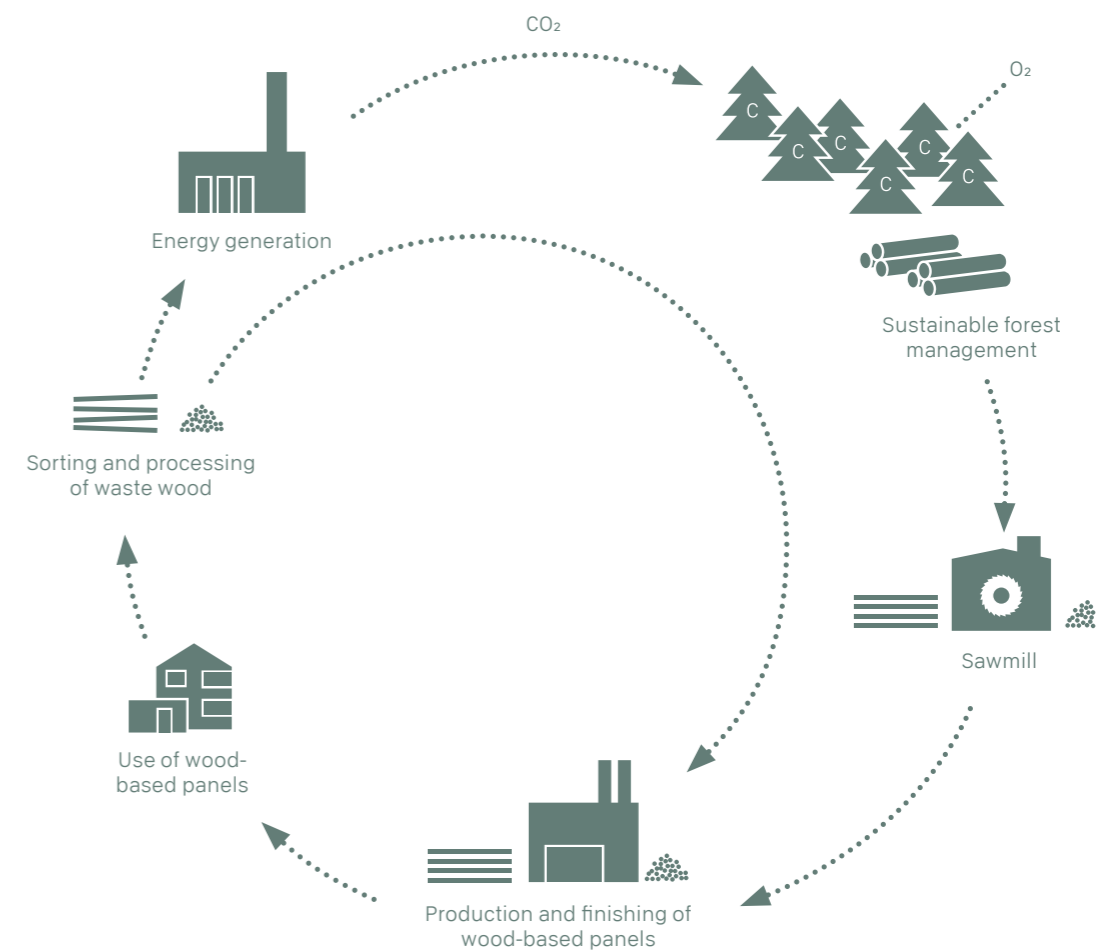 CO₂
O₂
C
C
C
C
C
C
Energy generation
Sustainable forest
management
Sorting and processing
of waste wood
Sawmill
Use of wood-
based panels
Production and finishing of
wood-based panels